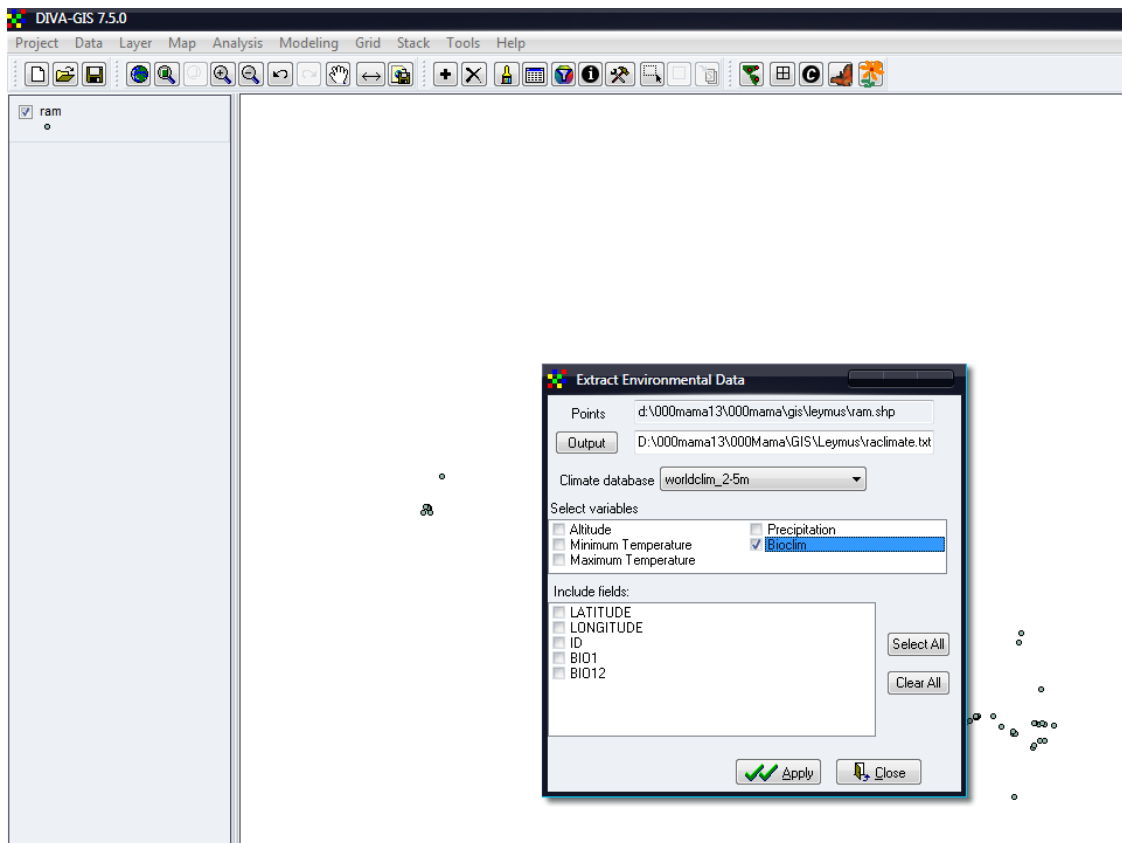 DIVA-GIS 7.5.0
Project Data Layer Map Analysis Modeling Grid Stack Tools Help
ram
Extract Environmental Data
Points d:\000mama13\000mama\gis\leymus\ram.shp
Output D:\000mama13\000Mama\GIS\Leymus\raclimate.txt
Climate database worldclim_2-5m
Select variables
Altitude Precipitation
Minimum Temperature Bioclim
Maximum Temperature
Include fields:
LATITUDE
LONGITUDE
ID
BIO1
BIO12
Select All
Clear All
Apply Close